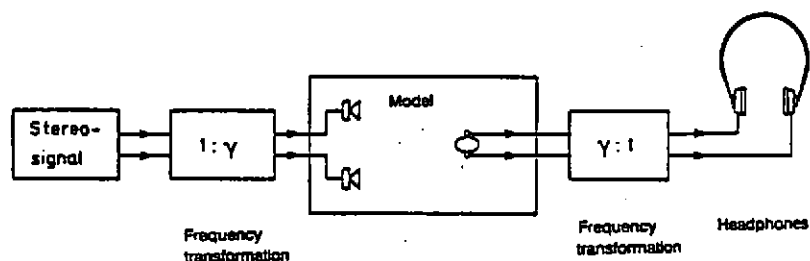 Stereo-
signal
1 : γ
Model
γ : 1
Frequency
transformation
Frequency
transformation
Headphones